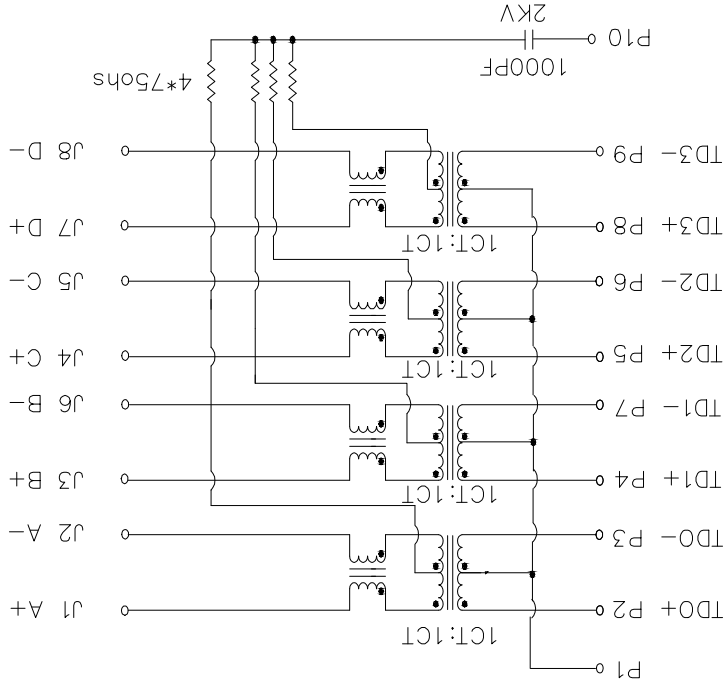 P1
1CT:1CT
TD0+ P2 J1 A+
TD0- P3 J2 A-
1CT:1CT
TD1+ P4 J3 B+
TD1- P7 J6 B-
1CT:1CT
TD2+ P5 J4 C+
TD2- P6 J5 C-
1CT:1CT
TD3+ P8 J7 D+
TD3- P9 J8 D-
1000PF 4*75ohs
P10
2KV